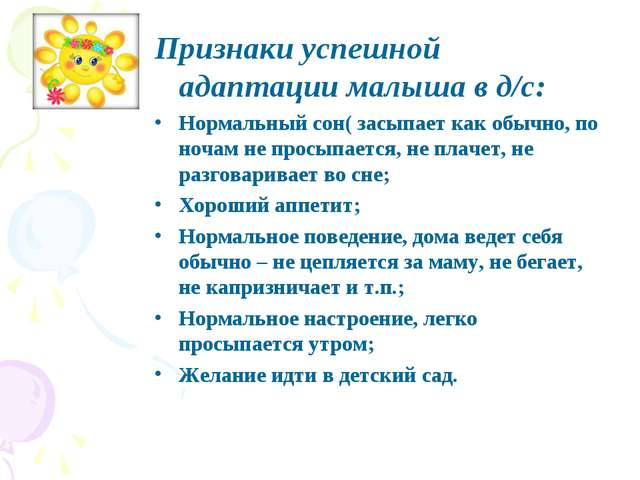 Признаки успешной
адаптации малыша в д/с:
• Нормальный сон( засыпает как обычно, по
ночам не просыпается, не плачет, не
разговаривает во сне;
• Хороший аппетит;
• Нормальное поведение, дома ведет себя
обычно – не цепляется за маму, не бегает,
не капризничает и т.п.;
• Нормальное настроение, легко
просыпается утром;
• Желание идти в детский сад.